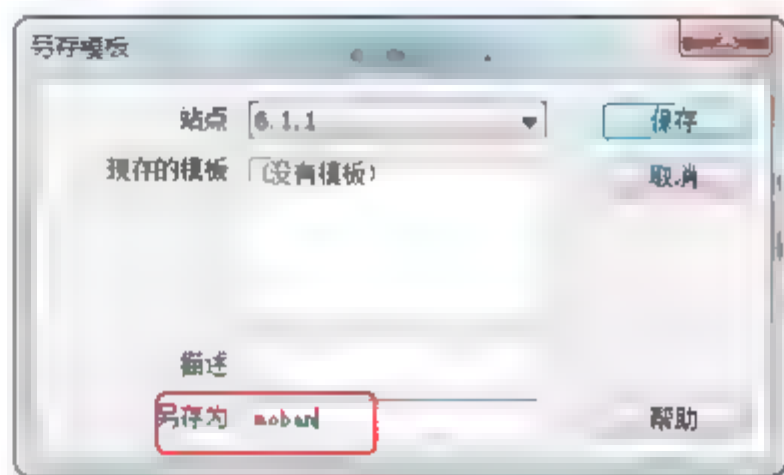 另存模板
站点 6.1.1 保存
现存的模板 (没有模板) 取消
描述
另存为 moban 帮助